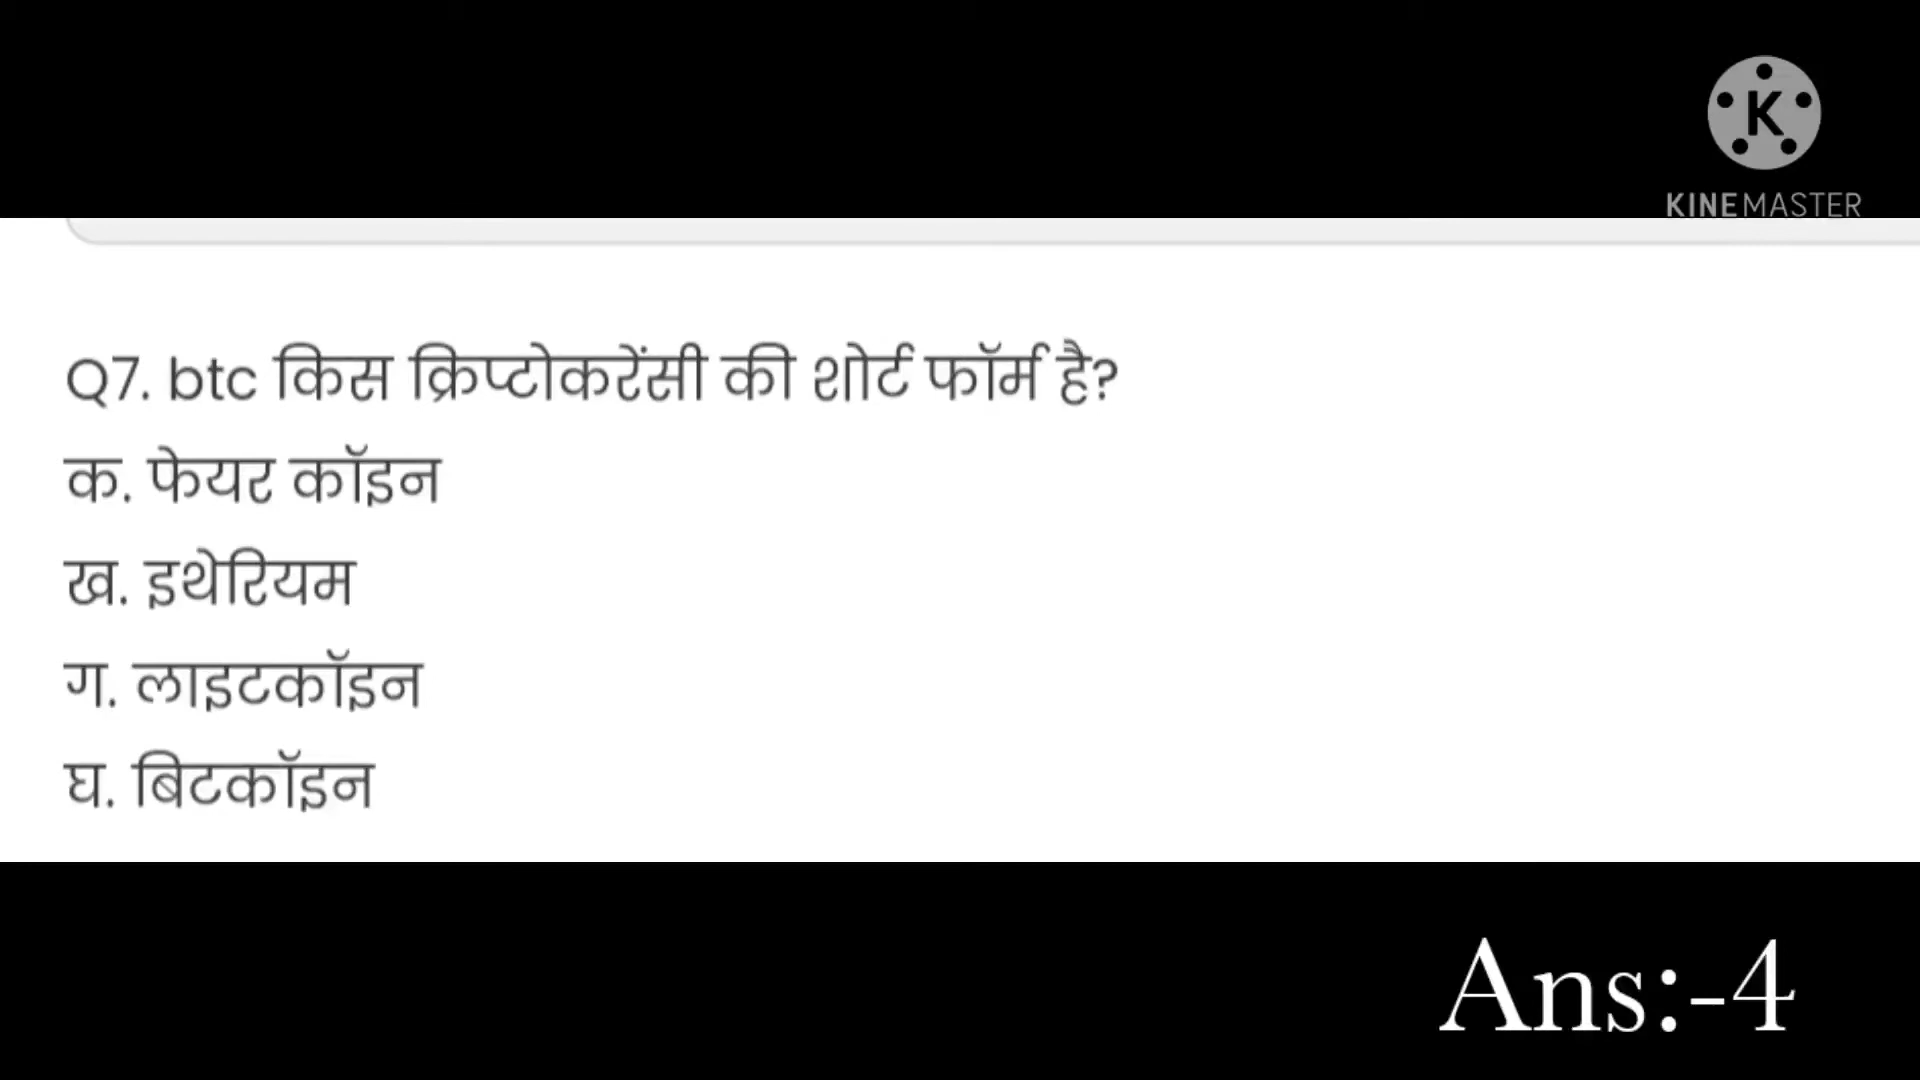 K
KINEMASTER
Q7. btc किस क्रिप्टोकरेंसी की शोर्ट फॉर्म है?
क. फेयर कॉइन
ख. इथेरियम
ग. लाइटकॉइन
घ. बिटकॉइन
Ans:-4